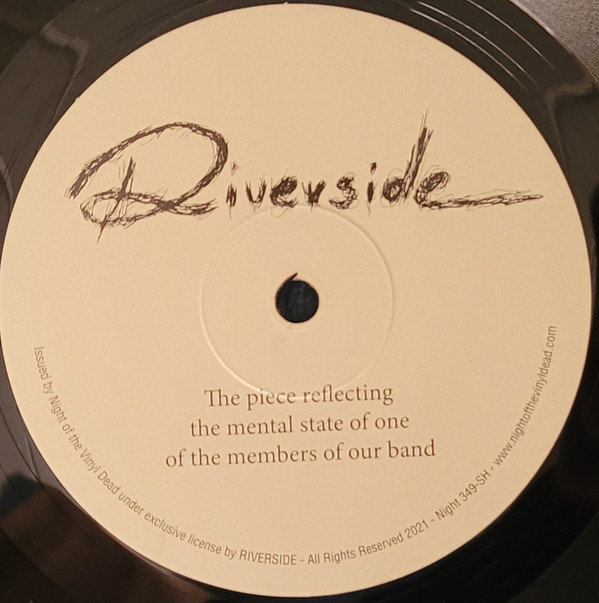 Riverside
The piece reflecting
the mental state of one
of the members of our band
Issued by Night of the Vinyl Dead under exclusive license by RIVERSIDE - All Rights Reserved 2021 - Night 349-SH - www.nightofthevinyldead.com